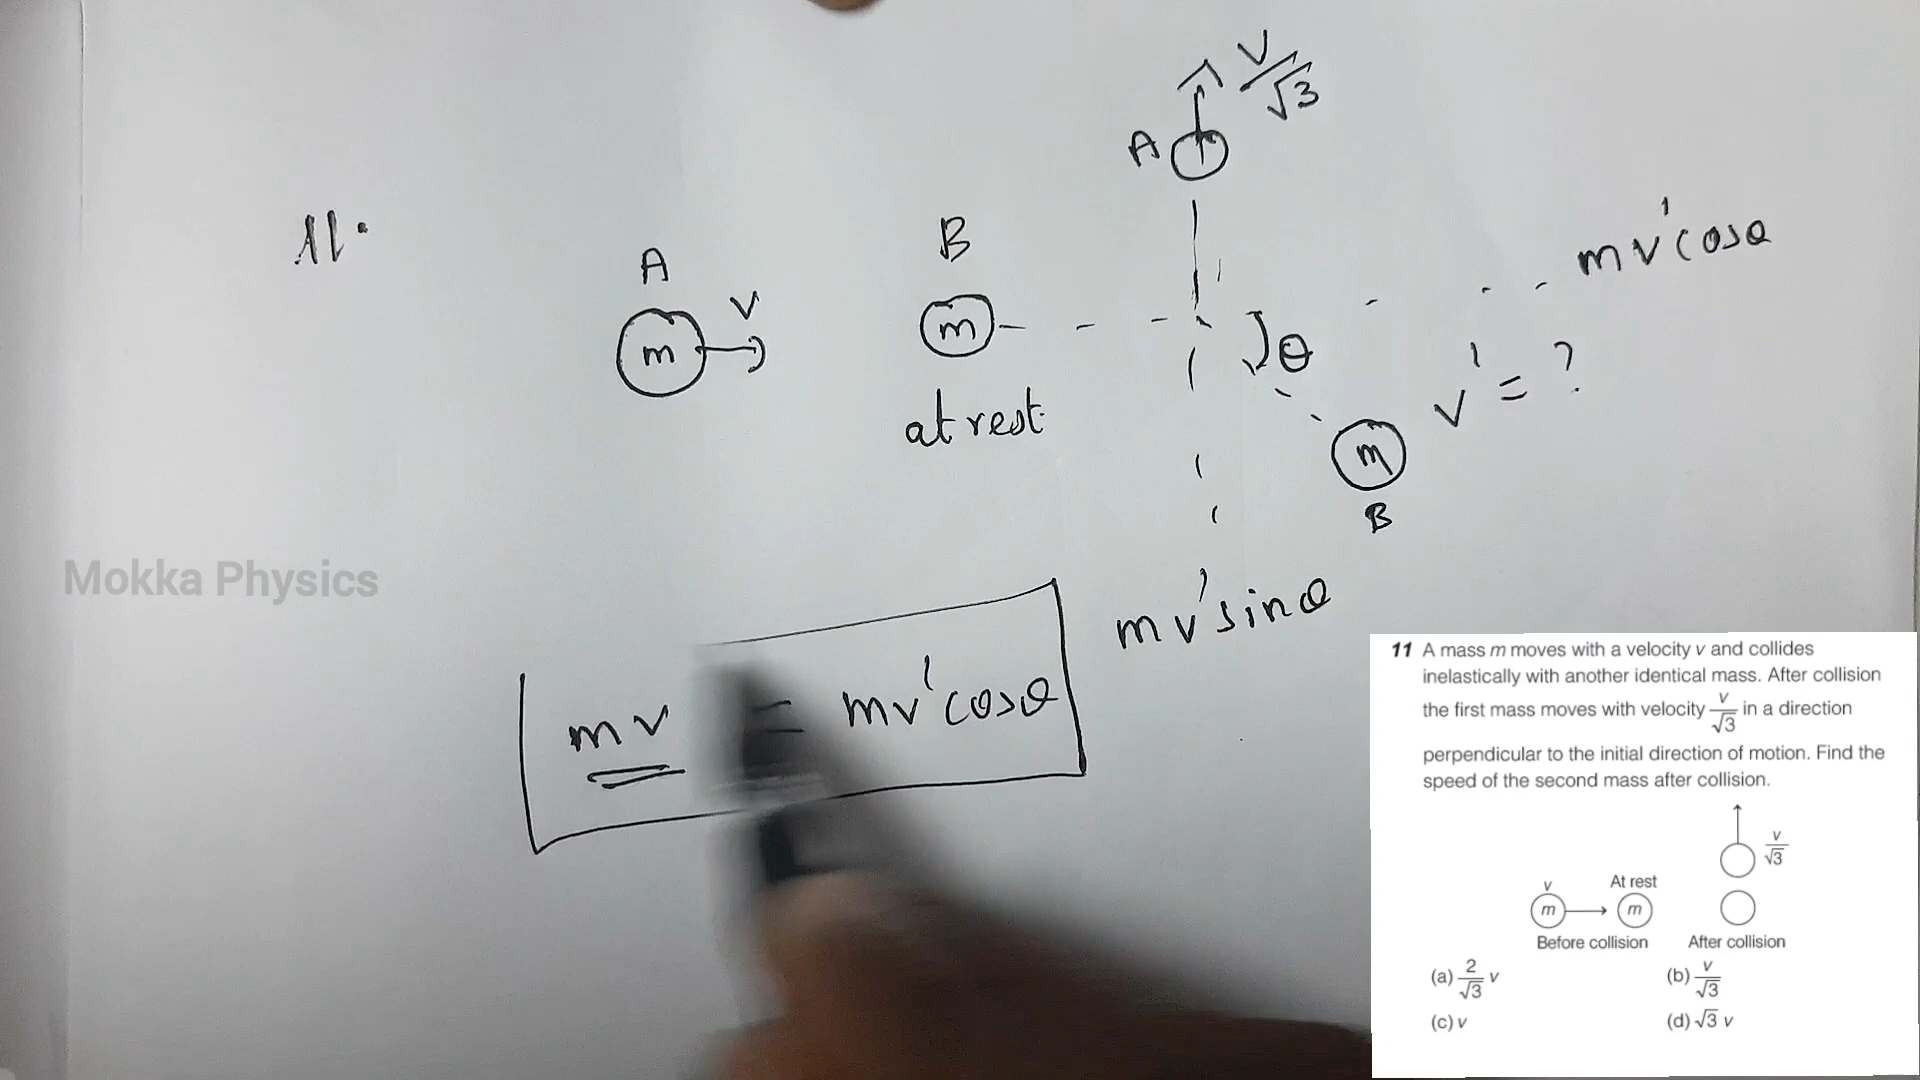 11.
A
m
v
B
m
at rest
A
V/√3
θ
mv'cosθ
v' = ?
m
B
mv'sinθ
mv = mv'cosθ
Mokka Physics
11 A mass m moves with a velocity v and collides
inelastically with another identical mass. After collision
the first mass moves with velocity v/√3 in a direction
perpendicular to the initial direction of motion. Find the
speed of the second mass after collision.
v/√3
v
At rest
m
m
Before collision
After collision
(a) 2/√3 v
(b) v/√3
(c) v
(d) √3 v